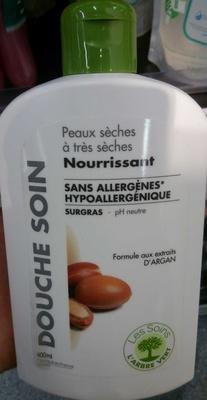 Peaux sèches
à très sèches
Nourrissant
SANS ALLERGÈNES*
HYPOALLERGÉNIQUE
SURGRAS - pH neutre
DOUCHE SOIN
Formule aux extraits
D'ARGAN
Les Soins
L'ARBRE VERT
400ml